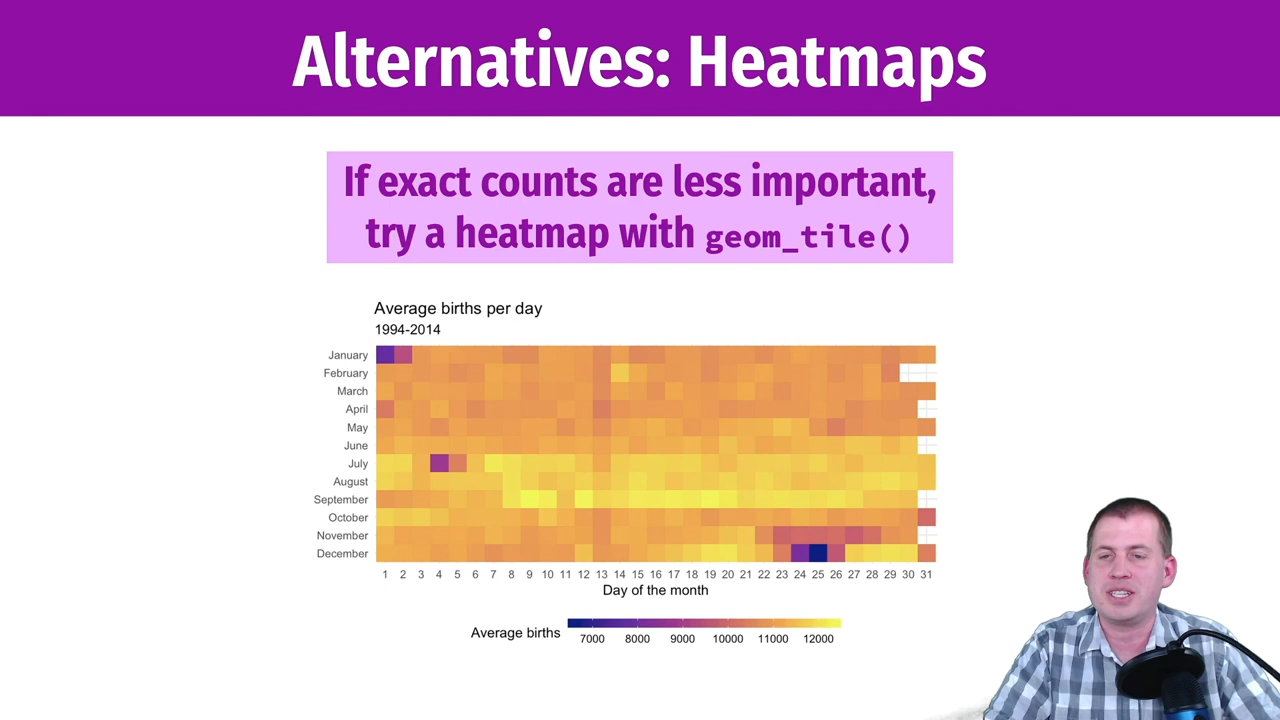 Alternatives: Heatmaps
If exact counts are less important,
try a heatmap with geom_tile()
Average births per day
1994-2014
January
February
March
April
May
June
July
August
September
October
November
December
1 2 3 4 5 6 7 8 9 10 11 12 13 14 15 16 17 18 19 20 21 22 23 24 25 26 27 28 29 30 31
Day of the month
Average births
7000 8000 9000 10000 11000 12000